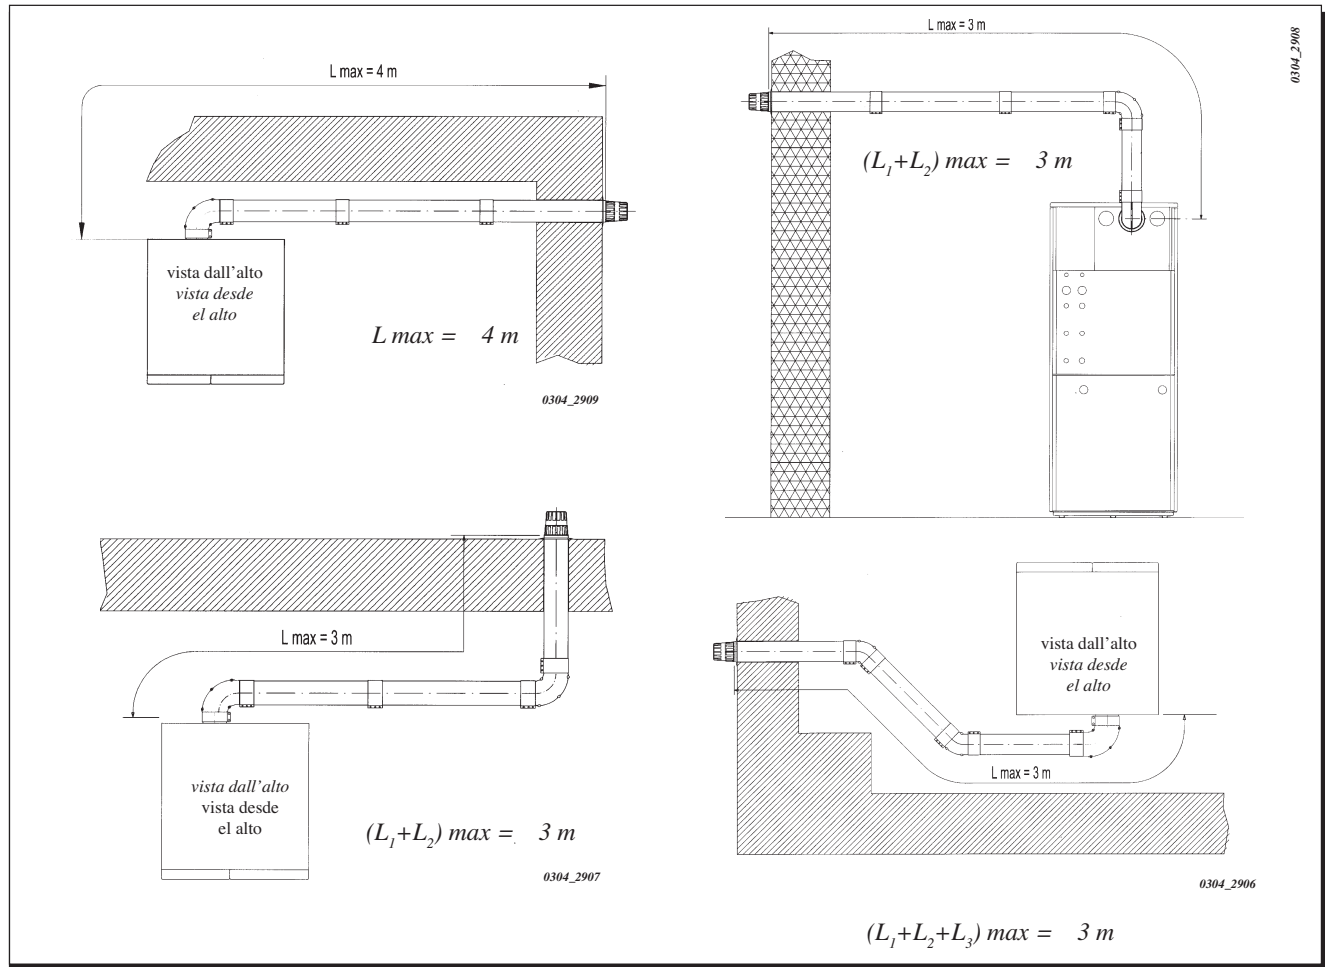 L max = 4 m
vista dall'alto
vista desde
el alto
L max = 4 m
0304_2909
L max = 3 m
0304_2908
(L1+L2) max = 3 m
L max = 3 m
vista dall'alto
vista desde
el alto
(L1+L2) max = 3 m
0304_2907
vista dall'alto
vista desde
el alto
L max = 3 m
0304_2906
(L1+L2+L3) max = 3 m